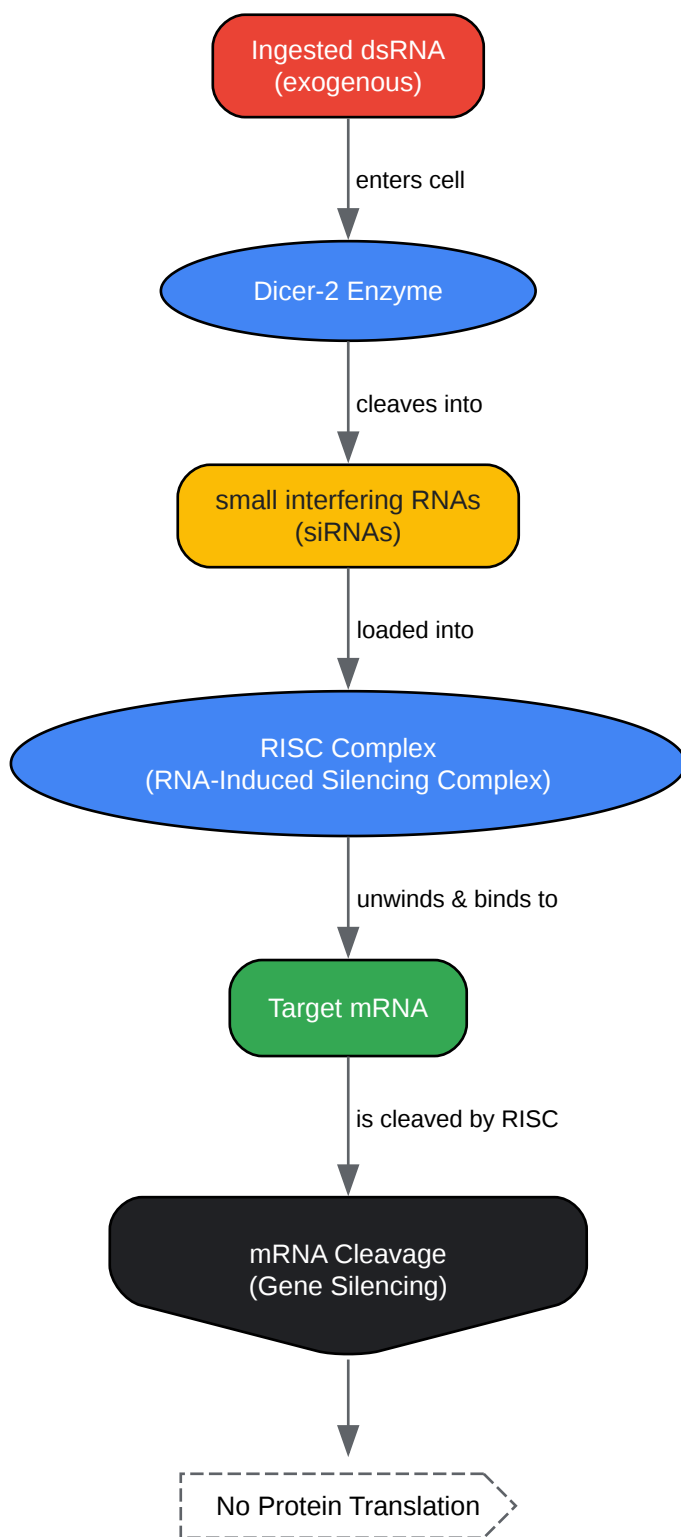 Ingested dsRNA
(exogenous)
enters cell
Dicer-2 Enzyme
cleaves into
small interfering RNAs
(siRNAs)
loaded into
RISC Complex
(RNA-Induced Silencing Complex)
unwinds & binds to
Target mRNA
is cleaved by RISC
mRNA Cleavage
(Gene Silencing)
No Protein Translation